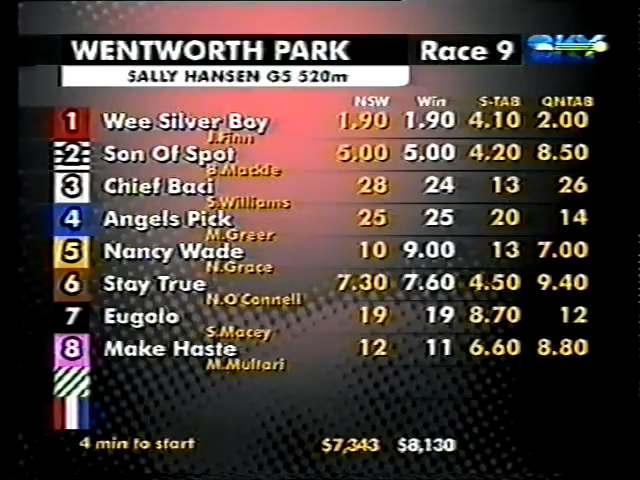 WENTWORTH PARK Race 9 SKY
SALLY HANSEN G5 520m
NSW Win S-TAB QNTAB
1 Wee Silver Boy 1.90 1.90 4.10 2.00
J.Finn
2 Son Of Spot 5.00 5.00 4.20 8.50
B.Mackie
3 Chief Baci 28 24 13 26
S.Williams
4 Angels Pick 25 25 20 14
M.Greer
5 Nancy Wade 10 9.00 13 7.00
N.Grace
6 Stay True 7.30 7.60 4.50 9.40
N.O'Connell
7 Eugolo 19 19 8.70 12
S.Macey
8 Make Haste 12 11 6.60 8.80
M.Multari
4 min to start $7,343 $8,130